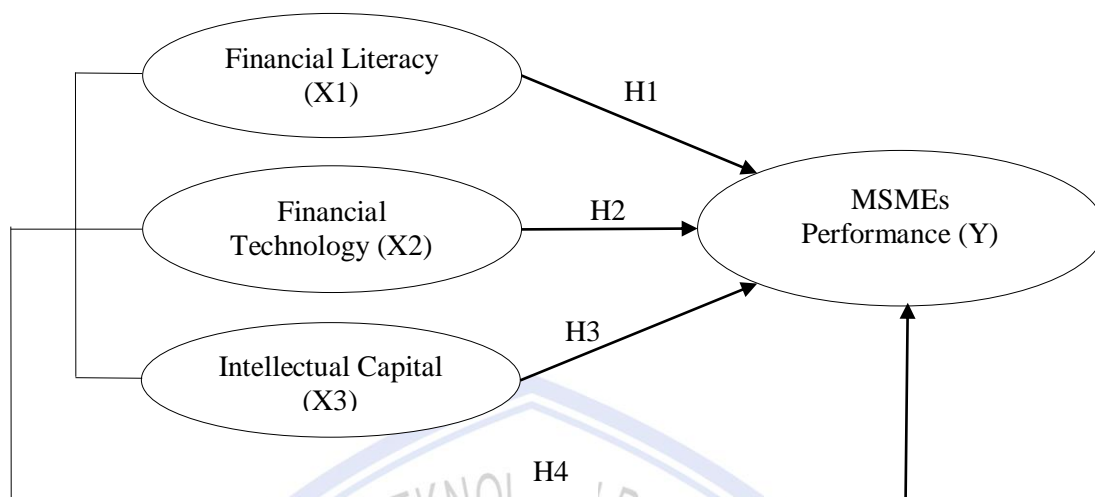 Financial Literacy
(X1)
H1
Financial
Technology (X2)
H2
MSMEs
Performance (Y)
Intellectual Capital
(X3)
H3
H4